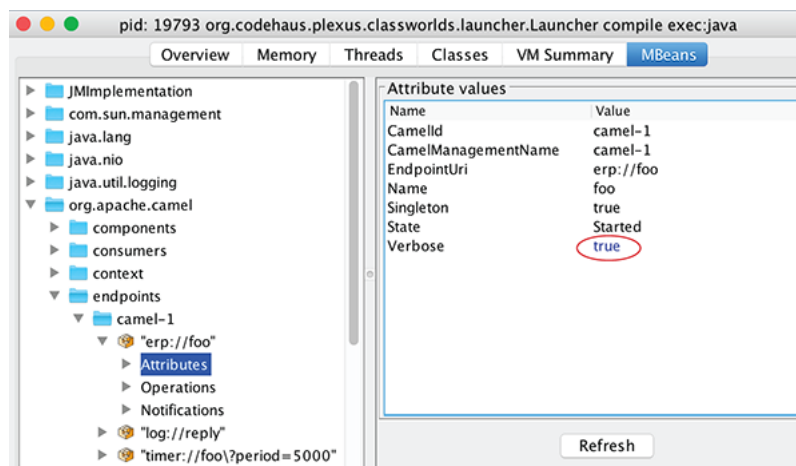 pid: 19793 org.codehaus.plexus.classworlds.launcher.Launcher compile exec:java
Overview Memory Threads Classes VM Summary MBeans
JMImplementation
com.sun.management
java.lang
java.nio
java.util.logging
org.apache.camel
components
consumers
context
endpoints
camel-1
"erp://foo"
Attributes
Operations
Notifications
"log://reply"
"timer://foo\?period=5000"
Attribute values
Name Value
CamelId camel-1
CamelManagementName camel-1
EndpointUri erp://foo
Name foo
Singleton true
State Started
Verbose true
Refresh